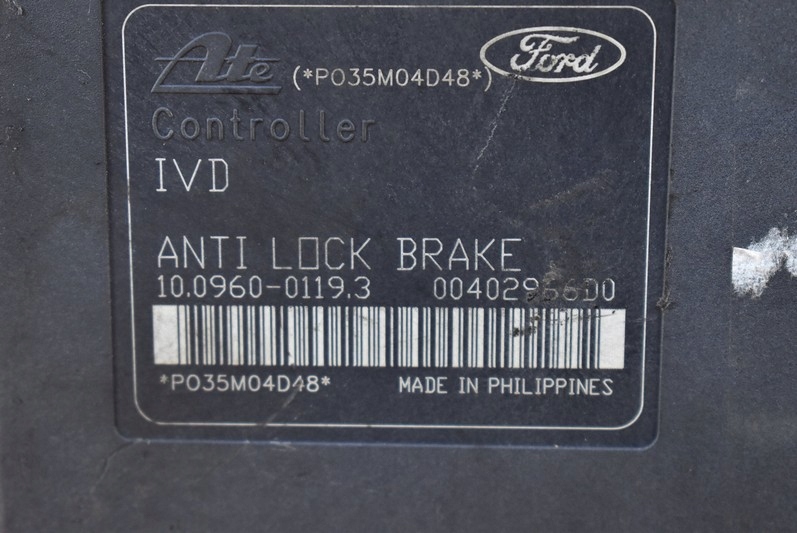 Ate (*P035M04D48*) Ford
Controller
IVD
ANTI LOCK BRAKE
10.0960-0119.3
*P035M04D48* MADE IN PHILIPPINES